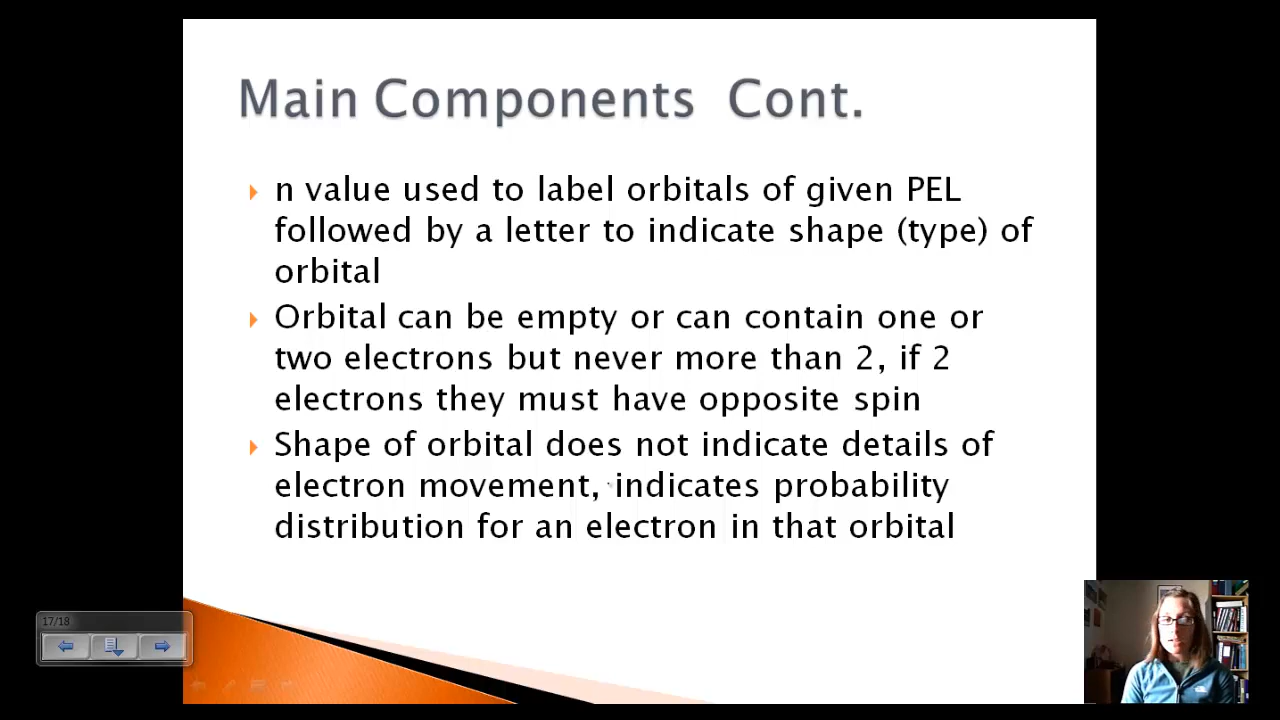 Main Components  Cont.
n value used to label orbitals of given PEL
followed by a letter to indicate shape (type) of
orbital
Orbital can be empty or can contain one or
two electrons but never more than 2, if 2
electrons they must have opposite spin
Shape of orbital does not indicate details of
electron movement, indicates probability
distribution for an electron in that orbital
17/18